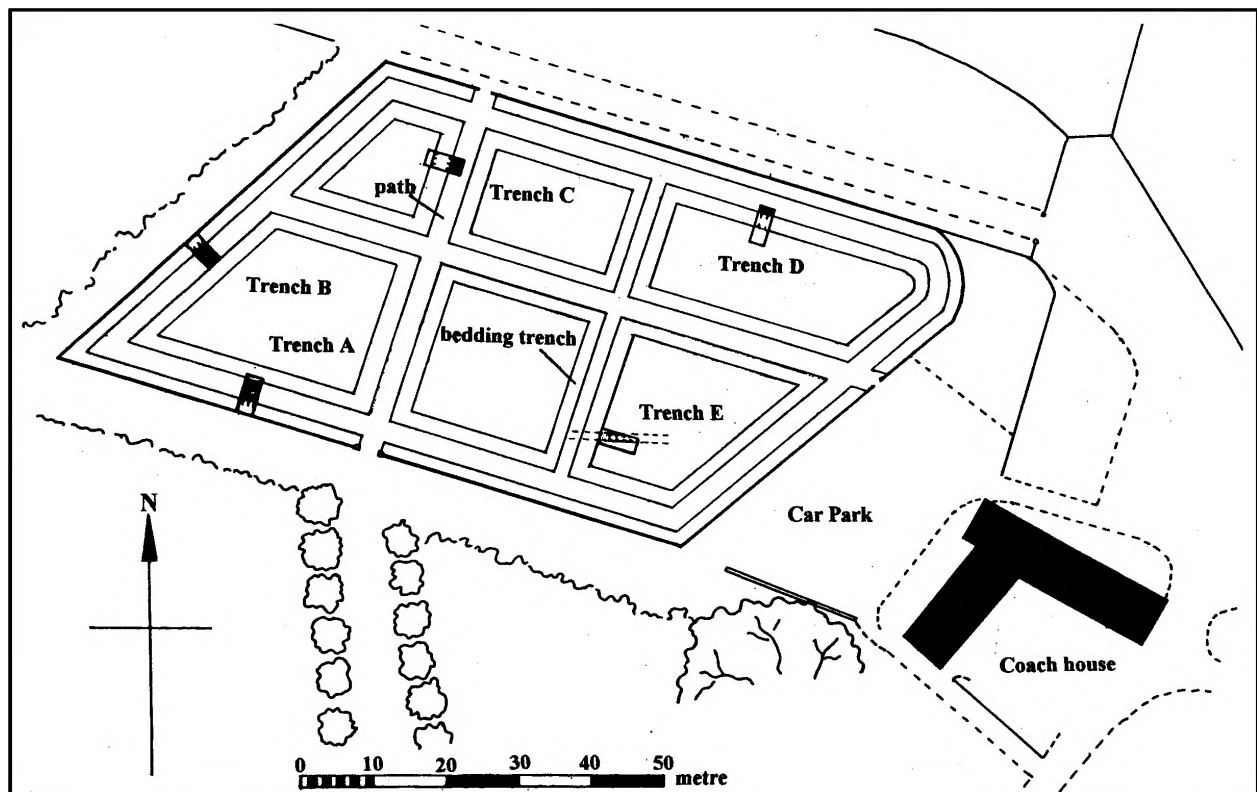 path
Trench C
Trench D
Trench B
Trench A
bedding trench
Trench E
N
Car Park
Coach house
0 10 20 30 40 50
metre